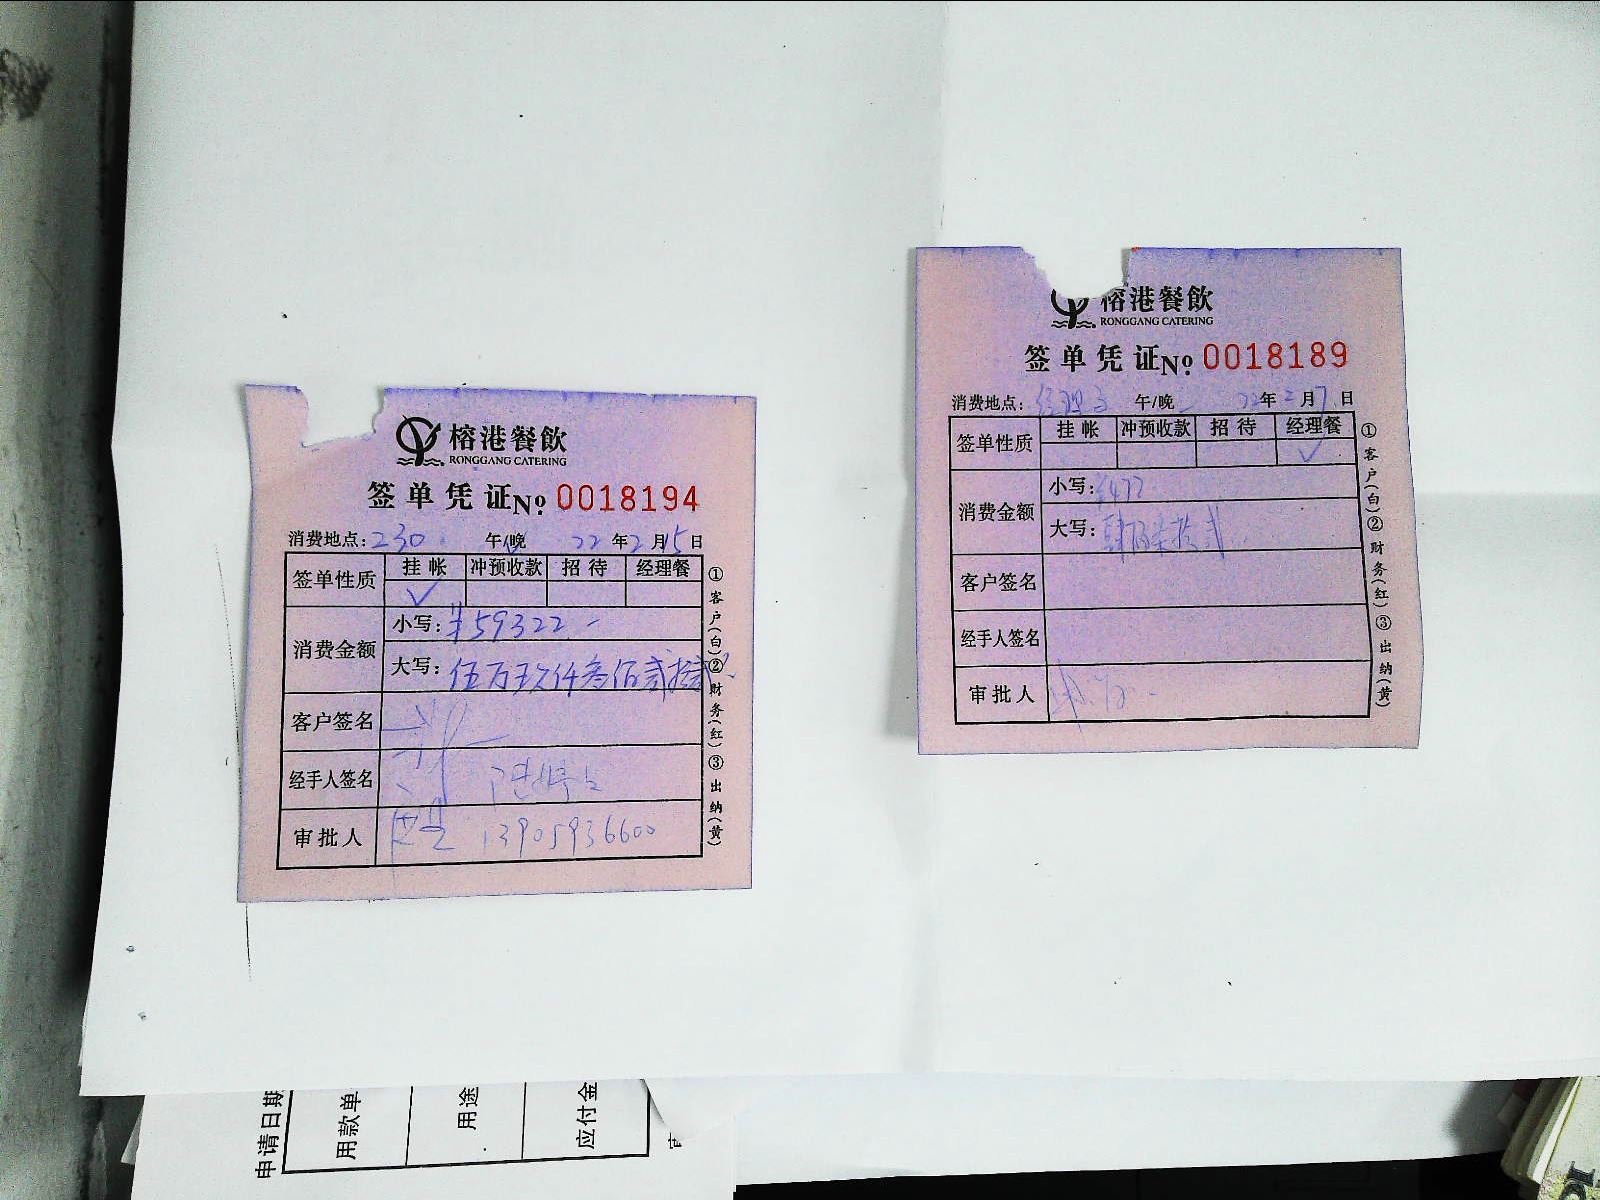 榕港餐飲
RONGGANG CATERING
签单凭证No. 0018194
消费地点: 230 午/晚 22年2月15日
签单性质 挂帐 冲预收款 招待 经理餐
✓
消费金额 小写: ¥59322-
大写: 伍万玖仟叁佰贰拾贰
客户签名
经手人签名
审批人 13905936600
①客户(白)②财务(红)③出纳(黄)
榕港餐飲
RONGGANG CATERING
签单凭证No. 0018189
消费地点: 午/晚 22年2月7日
签单性质 挂帐 冲预收款 招待 经理餐
✓
消费金额 小写: ¥472
大写: 肆佰柒拾贰
客户签名
经手人签名
审批人
①客户(白)②财务(红)③出纳(黄)
申请日期
用款单
用途
应付金